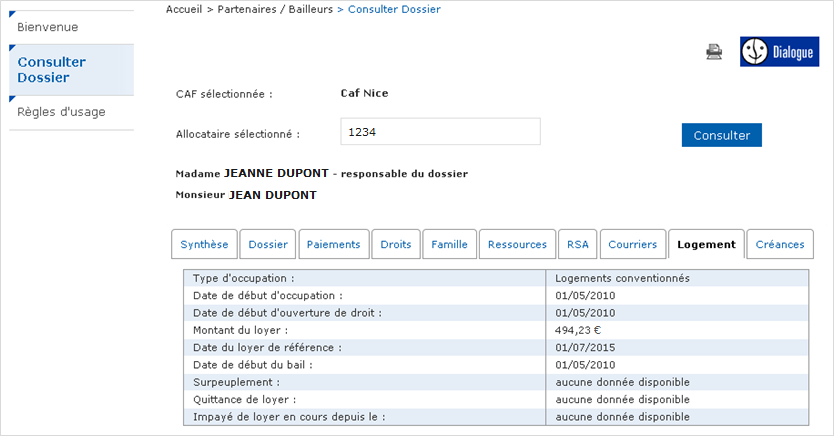 Accueil > Partenaires / Bailleurs > Consulter Dossier
Bienvenue
Consulter
Dossier
Règles d'usage
Dialogue
CAF sélectionnée : Caf Nice
Allocataire sélectionné : 1234 Consulter
Madame JEANNE DUPONT - responsable du dossier
Monsieur JEAN DUPONT
Synthèse Dossier Paiements Droits Famille Ressources RSA Courriers Logement Créances
Type d'occupation : Logements conventionnés
Date de début d'occupation : 01/05/2010
Date de début d'ouverture de droit : 01/05/2010
Montant du loyer : 494,23 €
Date du loyer de référence : 01/07/2015
Date de début du bail : 01/05/2010
Surpeuplement : aucune donnée disponible
Quittance de loyer : aucune donnée disponible
Impayé de loyer en cours depuis le : aucune donnée disponible